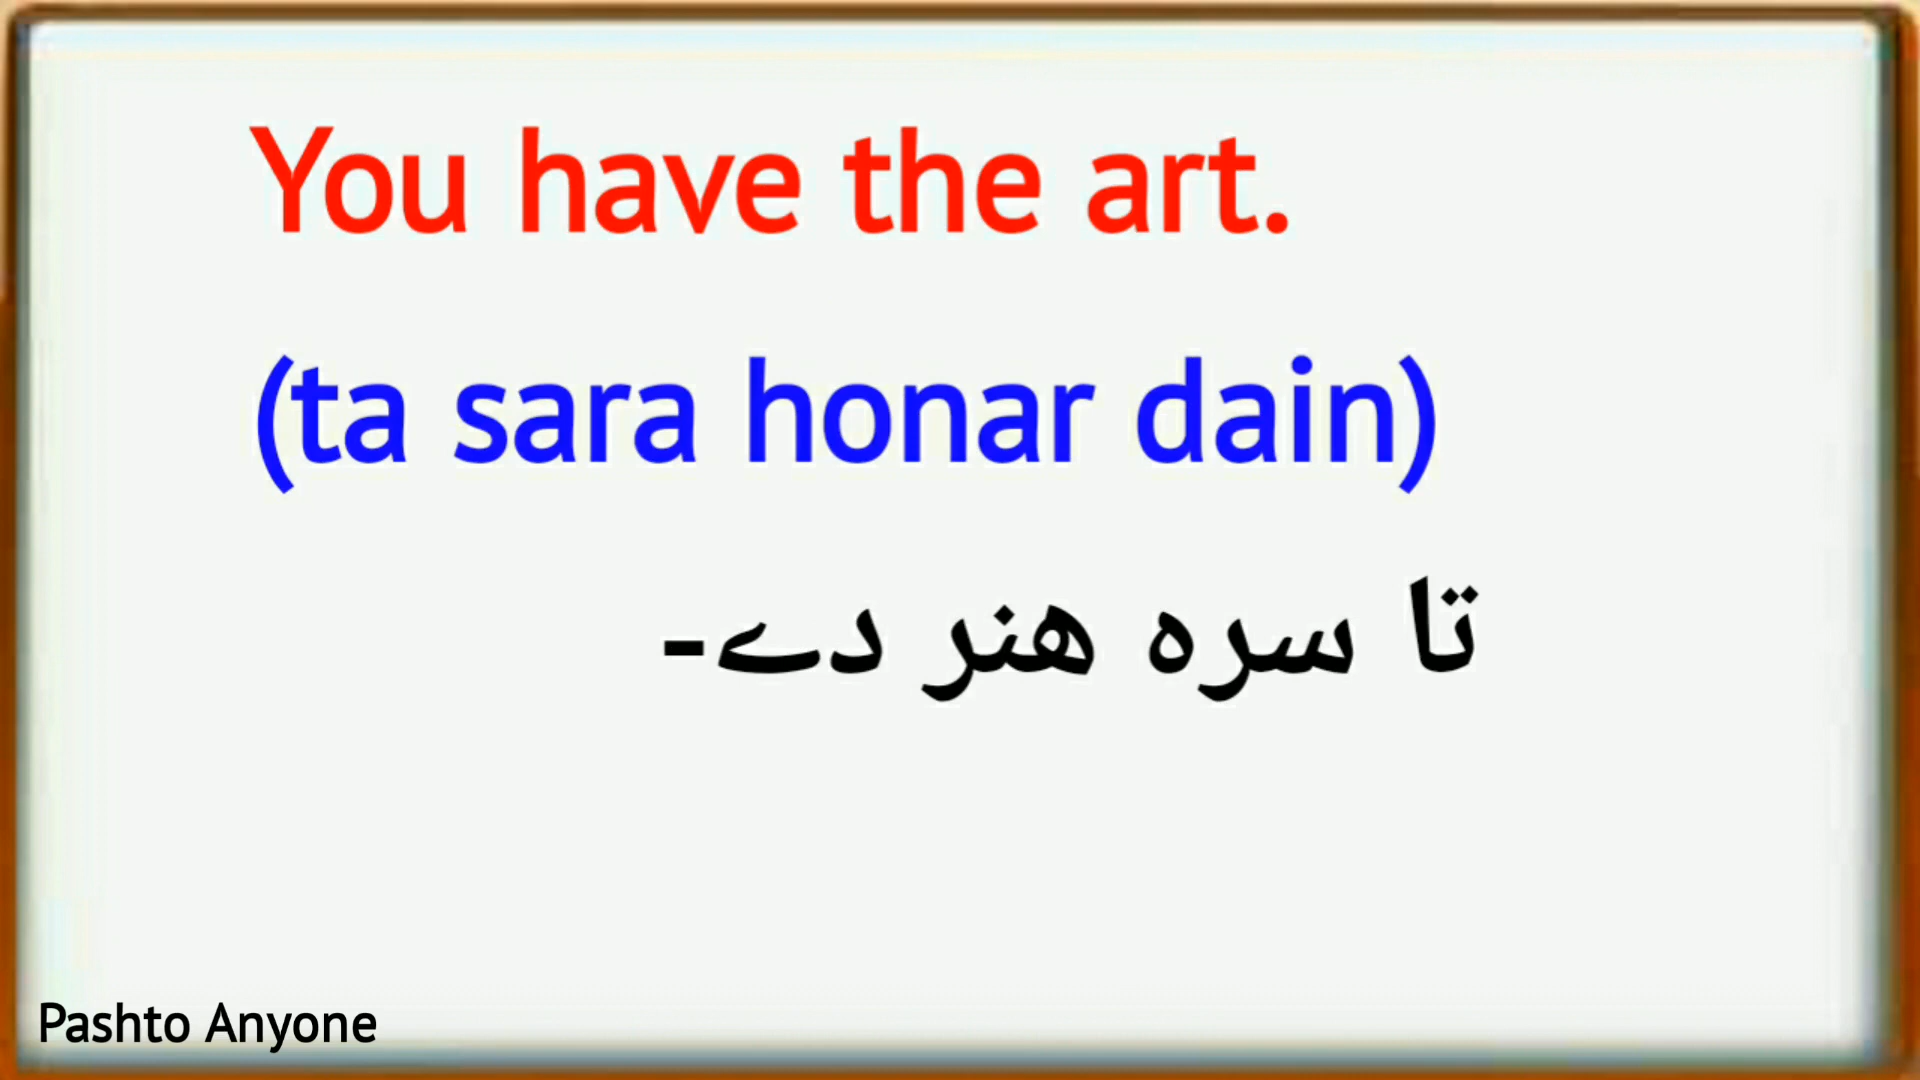 You have the art.
(ta sara honar dain)
تا سره هنر دے-
Pashto Anyone